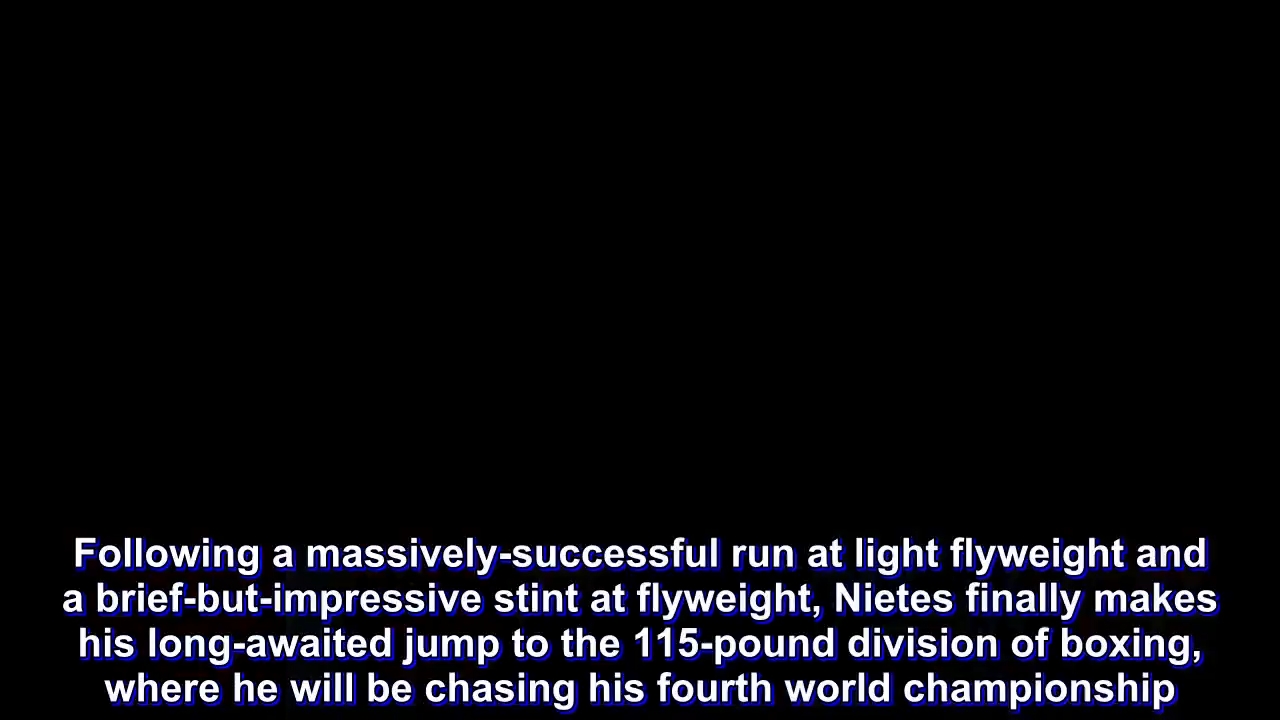 Following a massively-successful run at light flyweight and
a brief-but-impressive stint at flyweight, Nietes finally makes
his long-awaited jump to the 115-pound division of boxing,
where he will be chasing his fourth world championship